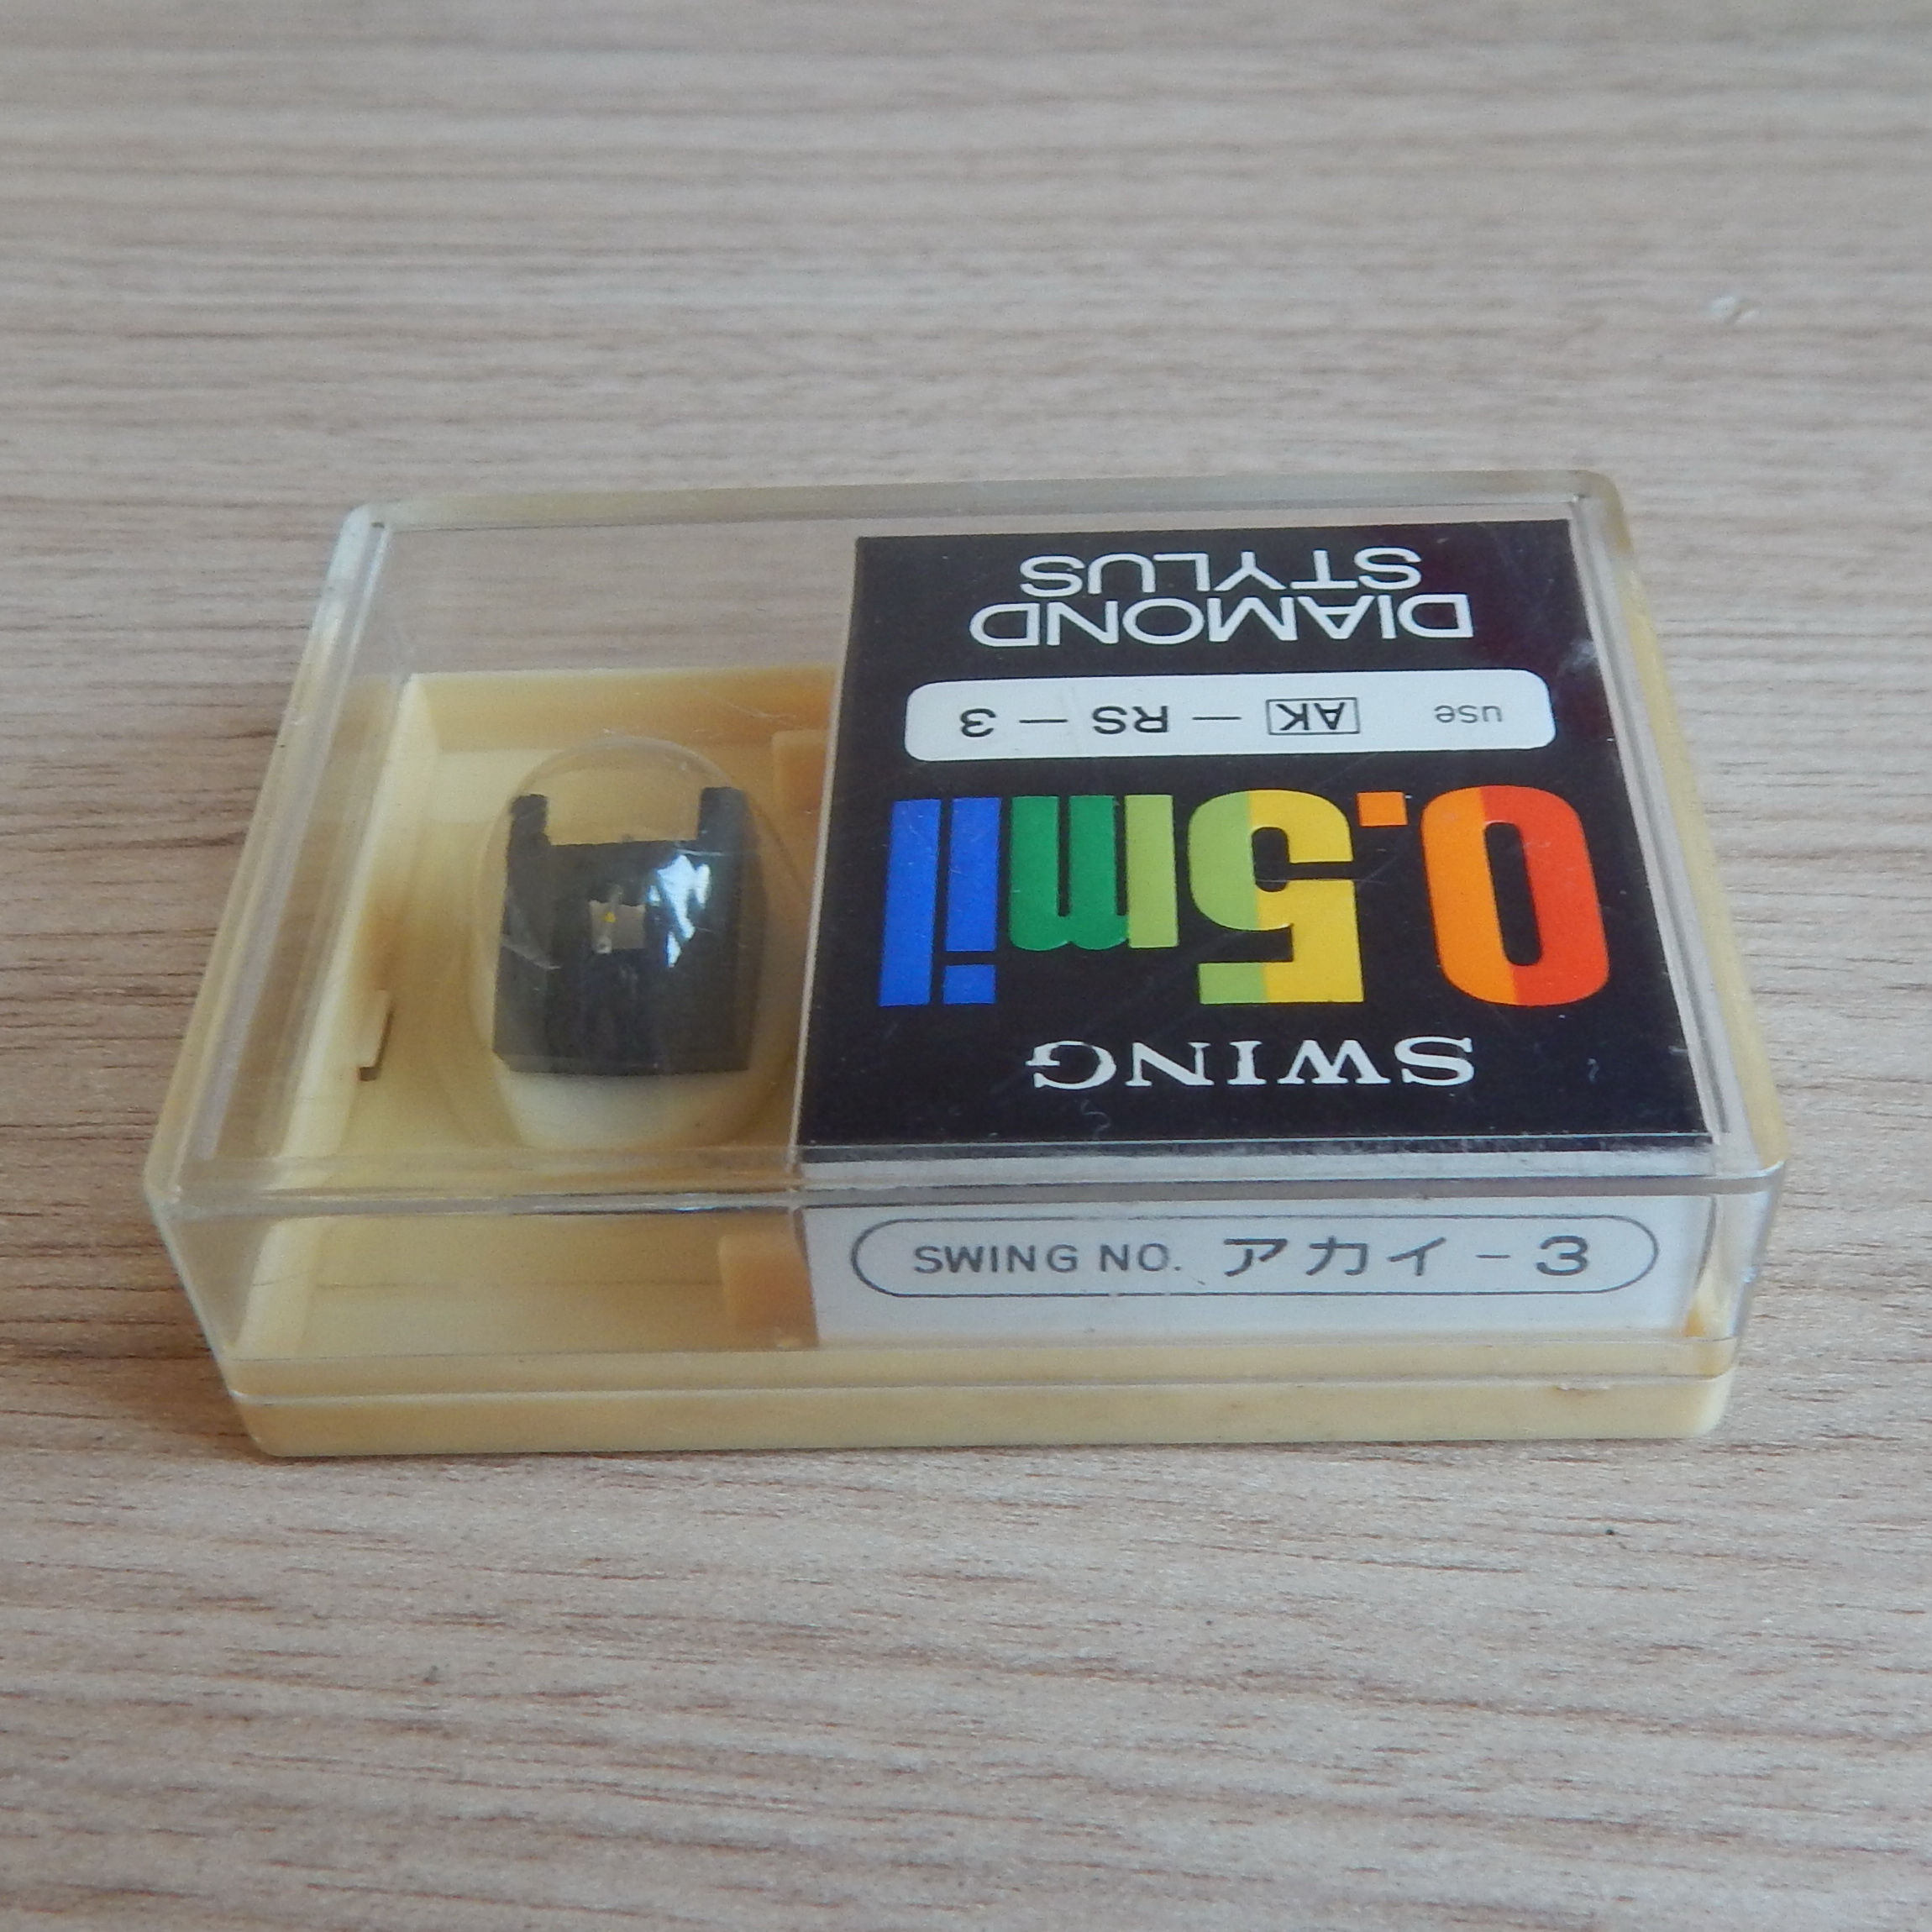 SWING
0.5mil
use AK - RS - 3
DIAMOND
STYLUS
SWING NO. アカイ - 3